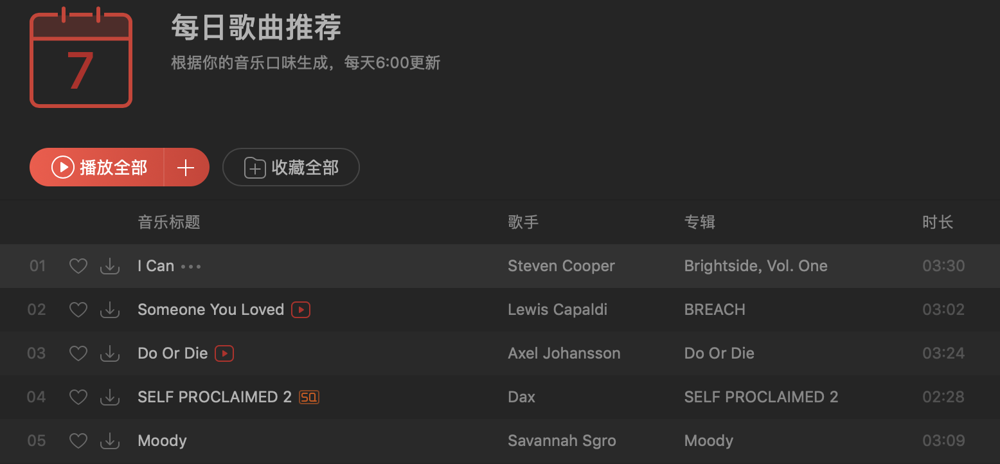 7
每日歌曲推荐
根据你的音乐口味生成，每天6:00更新
播放全部 收藏全部
音乐标题 歌手 专辑 时长
01 I Can Steven Cooper Brightside, Vol. One 03:30
02 Someone You Loved Lewis Capaldi BREACH 03:02
03 Do Or Die Axel Johansson Do Or Die 03:24
04 SELF PROCLAIMED 2 SQ Dax SELF PROCLAIMED 2 02:28
05 Moody Savannah Sgro Moody 03:09